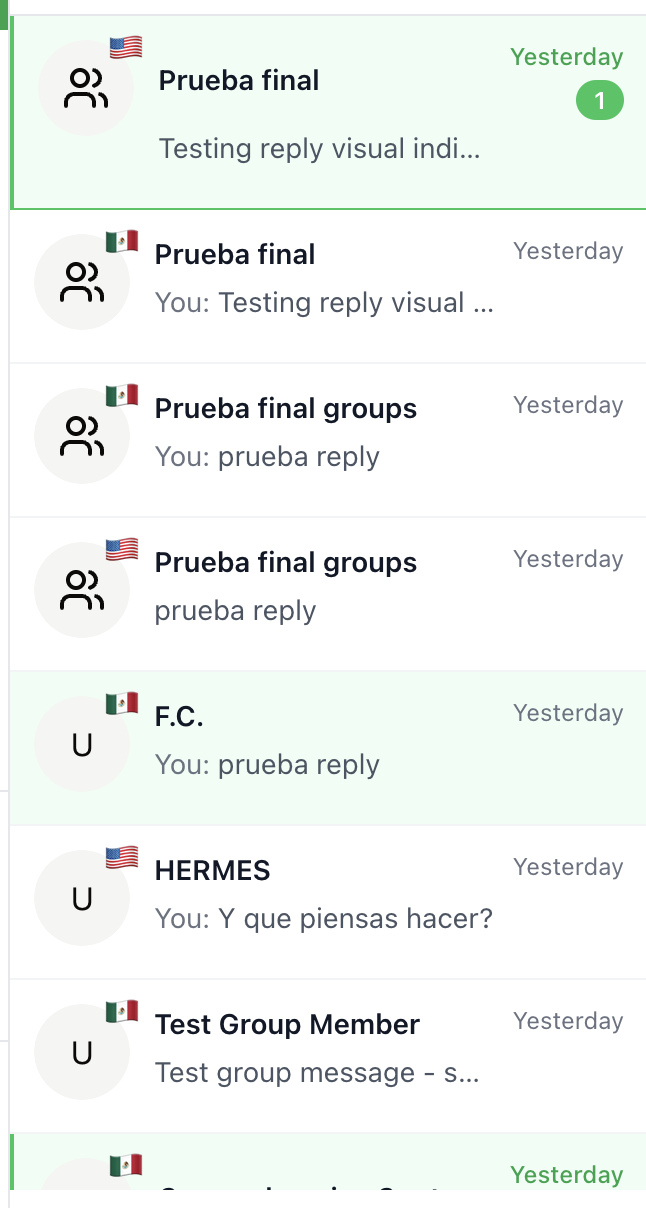 Yesterday
Prueba final
1
Testing reply visual indi...
Prueba final
Yesterday
You: Testing reply visual ...
Prueba final groups
Yesterday
You: prueba reply
Prueba final groups
Yesterday
prueba reply
U
F.C.
Yesterday
You: prueba reply
U
HERMES
Yesterday
You: Y que piensas hacer?
U
Test Group Member
Yesterday
Test group message - s...
Yesterday